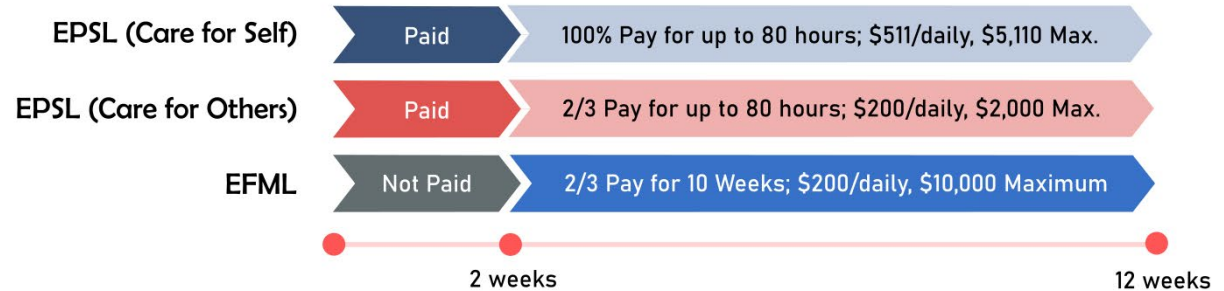 EPSL (Care for Self)
Paid
100% Pay for up to 80 hours; $511/daily, $5,110 Max.
EPSL (Care for Others)
Paid
2/3 Pay for up to 80 hours; $200/daily, $2,000 Max.
EFML
Not Paid
2/3 Pay for 10 Weeks; $200/daily, $10,000 Maximum
2 weeks
12 weeks